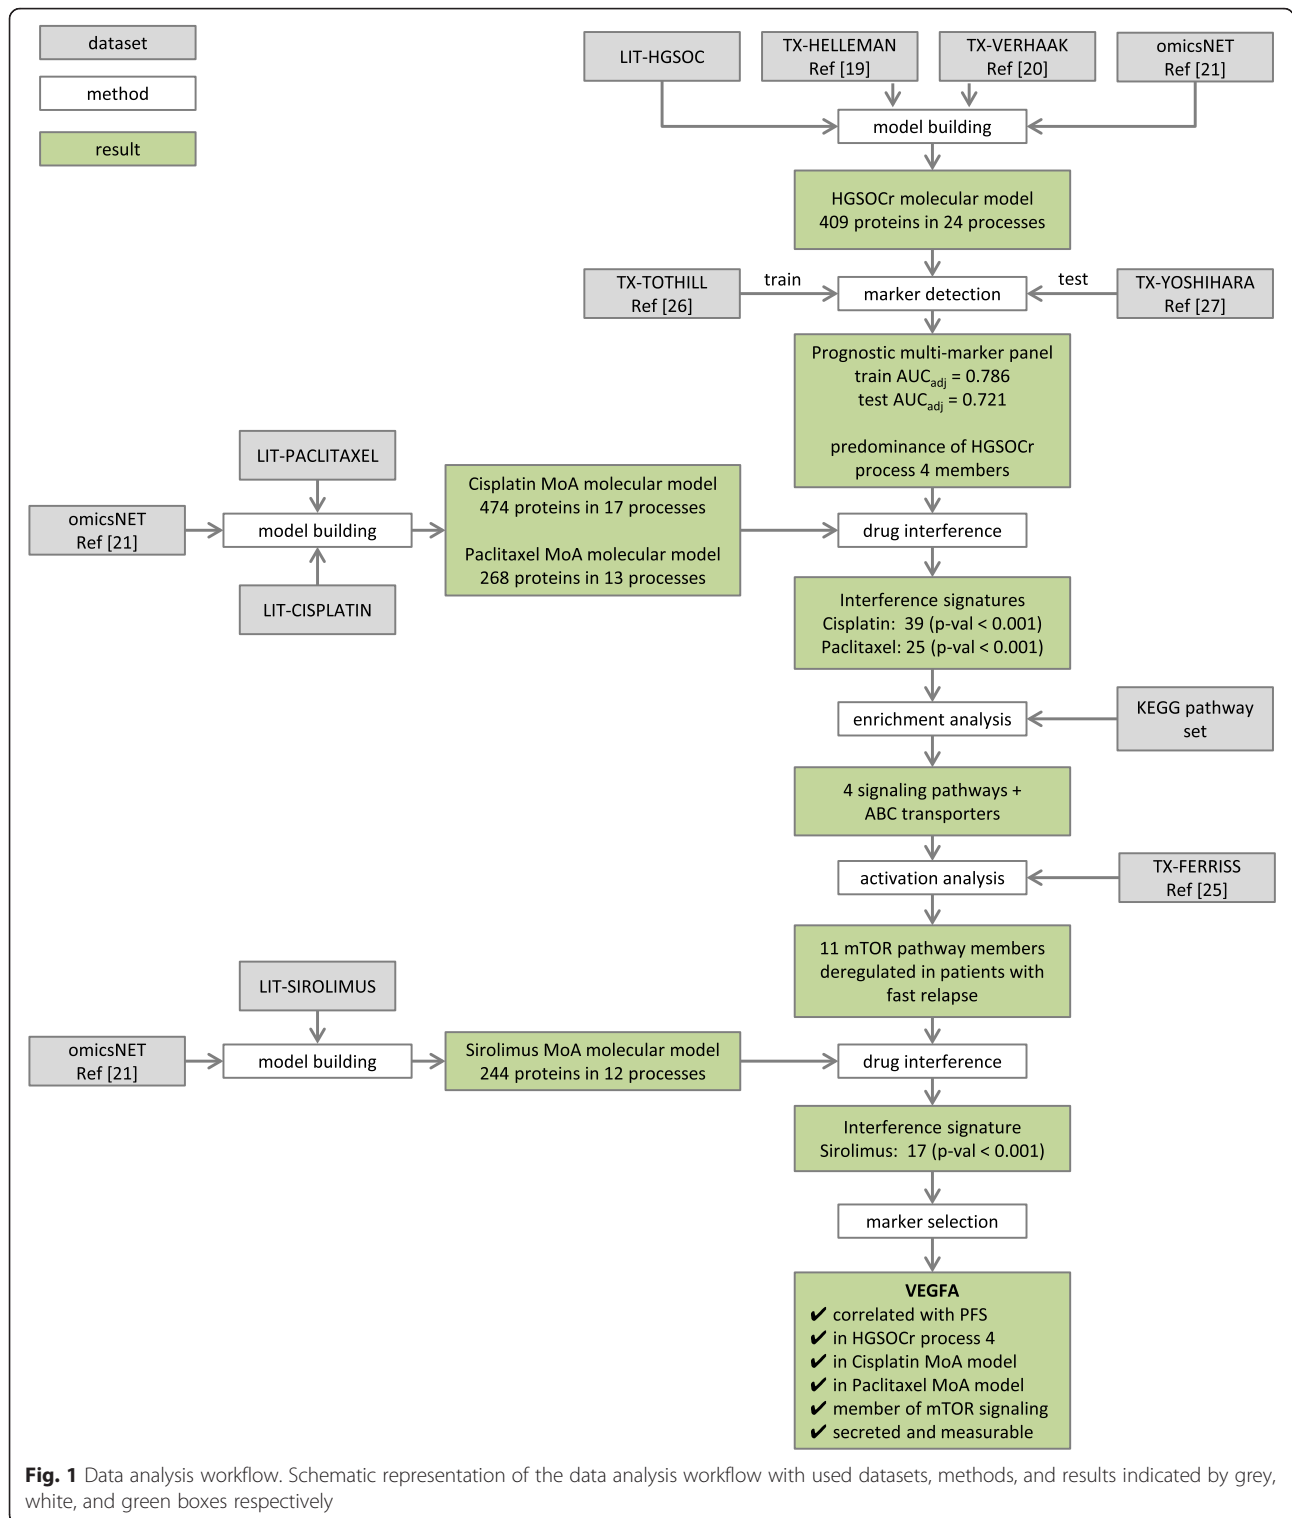 dataset
method
result
LIT-HGSOC
TX-HELLEMAN
Ref [19]
TX-VERHAAK
Ref [20]
omicsNET
Ref [21]
model building
HGSOCr molecular model
409 proteins in 24 processes
TX-TOTHILL
Ref [26]
train
marker detection
test
TX-YOSHIHARA
Ref [27]
Prognostic multi-marker panel
train AUCadj = 0.786
test AUCadj = 0.721
predominance of HGSOCr
process 4 members
LIT-PACLITAXEL
omicsNET
Ref [21]
model building
LIT-CISPLATIN
Cisplatin MoA molecular model
474 proteins in 17 processes
Paclitaxel MoA molecular model
268 proteins in 13 processes
drug interference
Interference signatures
Cisplatin: 39 (p-val < 0.001)
Paclitaxel: 25 (p-val < 0.001)
enrichment analysis
KEGG pathway
set
4 signaling pathways +
ABC transporters
activation analysis
TX-FERRISS
Ref [25]
11 mTOR pathway members
deregulated in patients with
fast relapse
LIT-SIROLIMUS
omicsNET
Ref [21]
model building
Sirolimus MoA molecular model
244 proteins in 12 processes
drug interference
Interference signature
Sirolimus: 17 (p-val < 0.001)
marker selection
VEGFA
✔ correlated with PFS
✔ in HGSOCr process 4
✔ in Cisplatin MoA model
✔ in Paclitaxel MoA model
✔ member of mTOR signaling
✔ secreted and measurable
Fig. 1 Data analysis workflow. Schematic representation of the data analysis workflow with used datasets, methods, and results indicated by grey,
white, and green boxes respectively